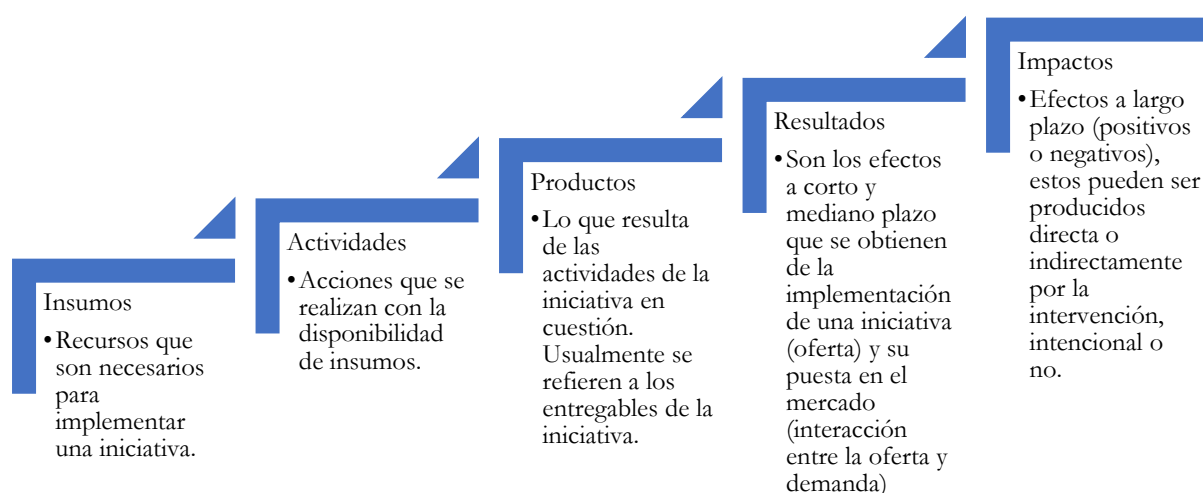 Insumos
•Recursos que
son necesarios
para
implementar
una iniciativa.
Actividades
•Acciones que se
realizan con la
disponibilidad
de insumos.
Productos
•Lo que resulta
de las
actividades de la
iniciativa en
cuestión.
Usualmente se
refieren a los
entregables de la
iniciativa.
Resultados
•Son los efectos
a corto y
mediano plazo
que se obtienen
de la
implementación
de una iniciativa
(oferta) y su
puesta en el
mercado
(interacción
entre la oferta y
demanda)
Impactos
•Efectos a largo
plazo (positivos
o negativos),
estos pueden ser
producidos
directa o
indirectamente
por la
intervención,
intencional o
no.